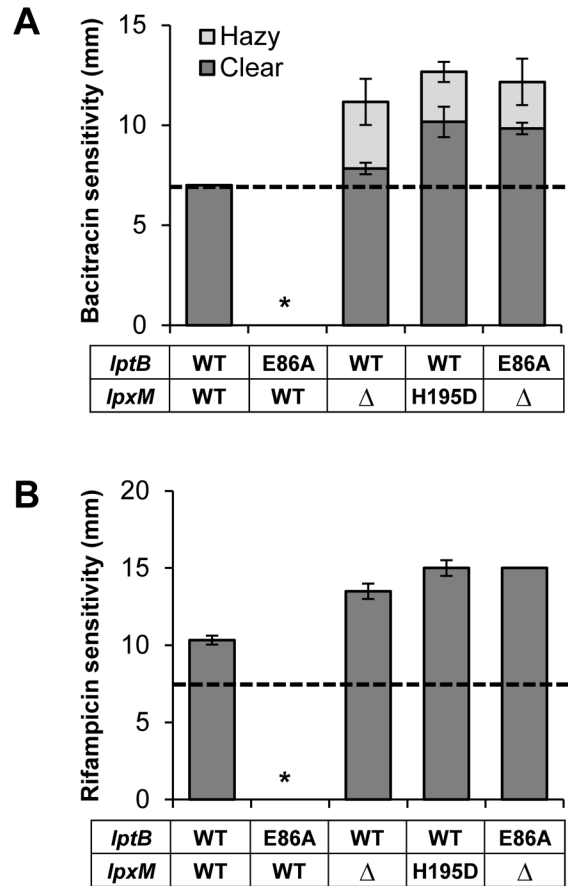 A
Bacitracin sensitivity (mm)
15
10
5
0
Hazy
Clear
*
lptB WT E86A WT WT E86A
lpxM WT WT Δ H195D Δ
B
Rifampicin sensitivity (mm)
20
15
10
5
0
*
lptB WT E86A WT WT E86A
lpxM WT WT Δ H195D Δ